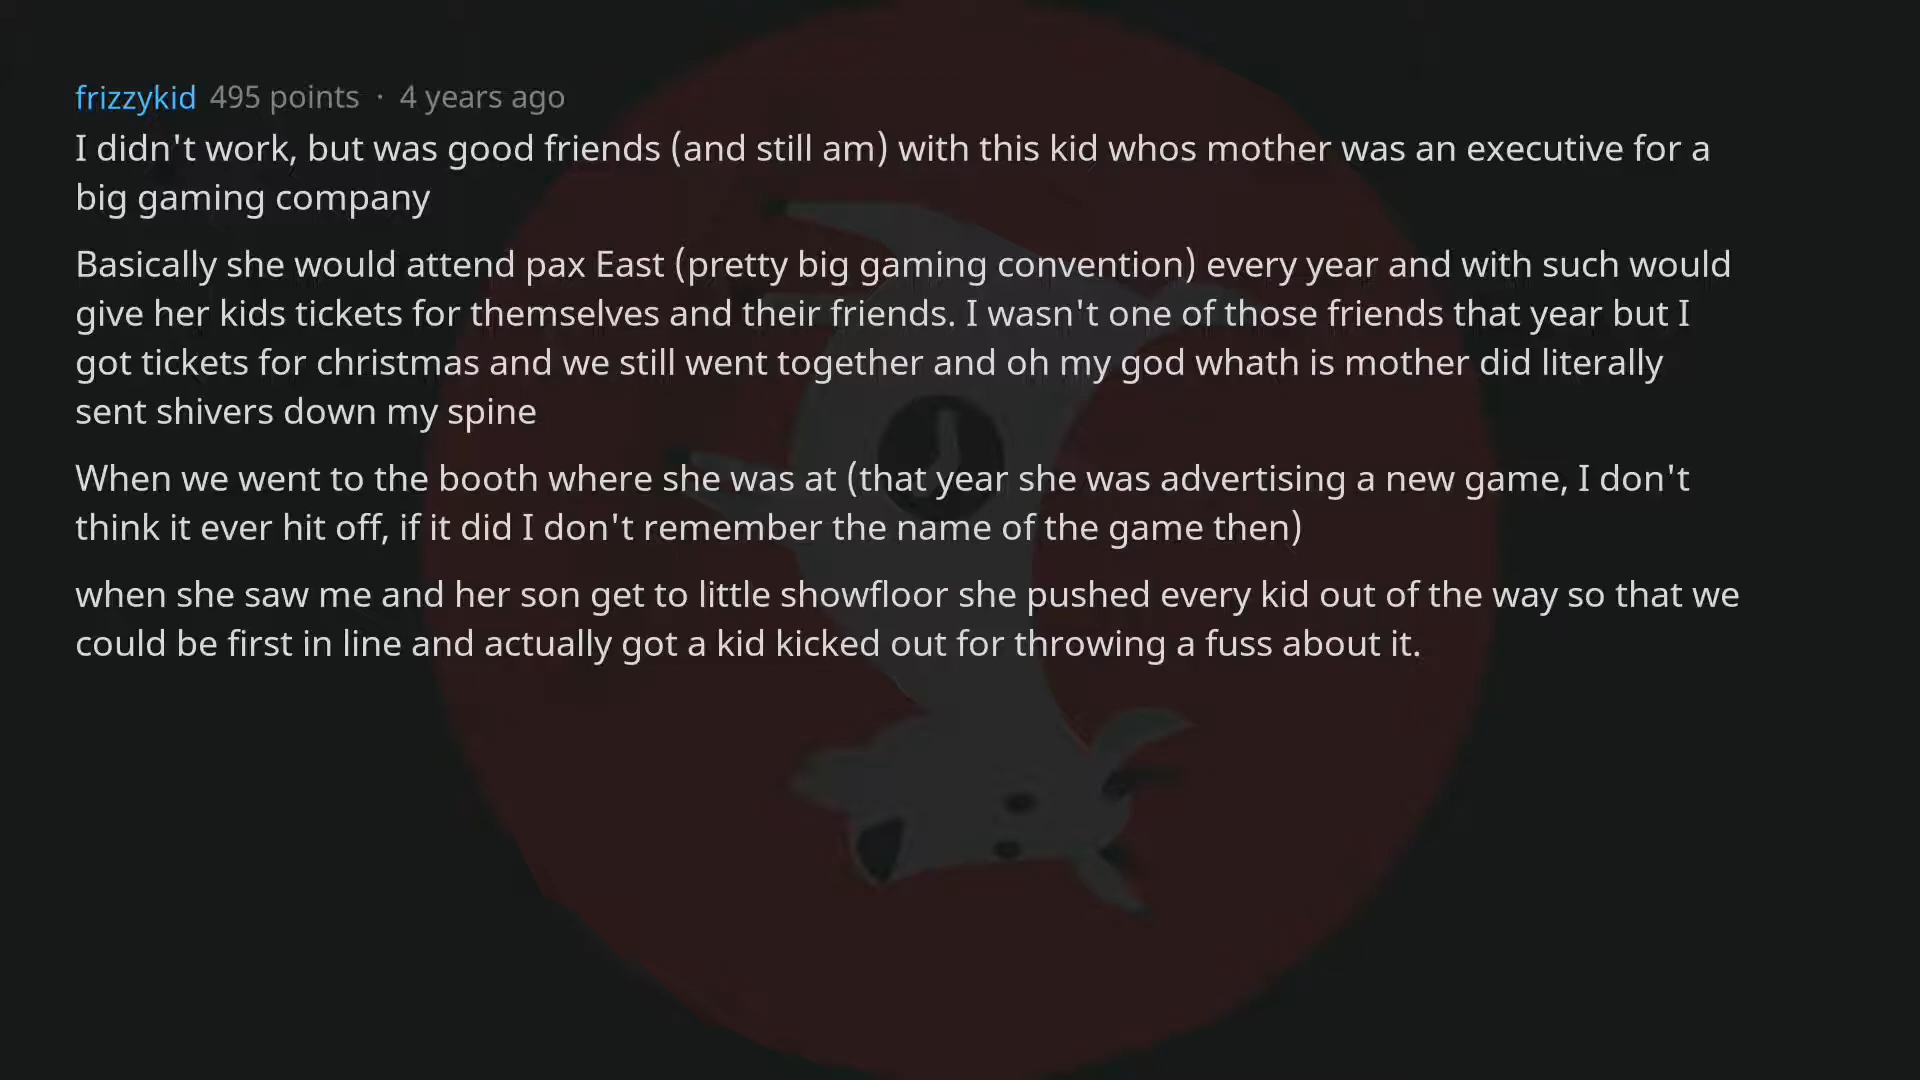 frizzykid 495 points · 4 years ago
I didn't work, but was good friends (and still am) with this kid whos mother was an executive for a
big gaming company
Basically she would attend pax East (pretty big gaming convention) every year and with such would
give her kids tickets for themselves and their friends. I wasn't one of those friends that year but I
got tickets for christmas and we still went together and oh my god whath is mother did literally
sent shivers down my spine
When we went to the booth where she was at (that year she was advertising a new game, I don't
think it ever hit off, if it did I don't remember the name of the game then)
when she saw me and her son get to little showfloor she pushed every kid out of the way so that we
could be first in line and actually got a kid kicked out for throwing a fuss about it.